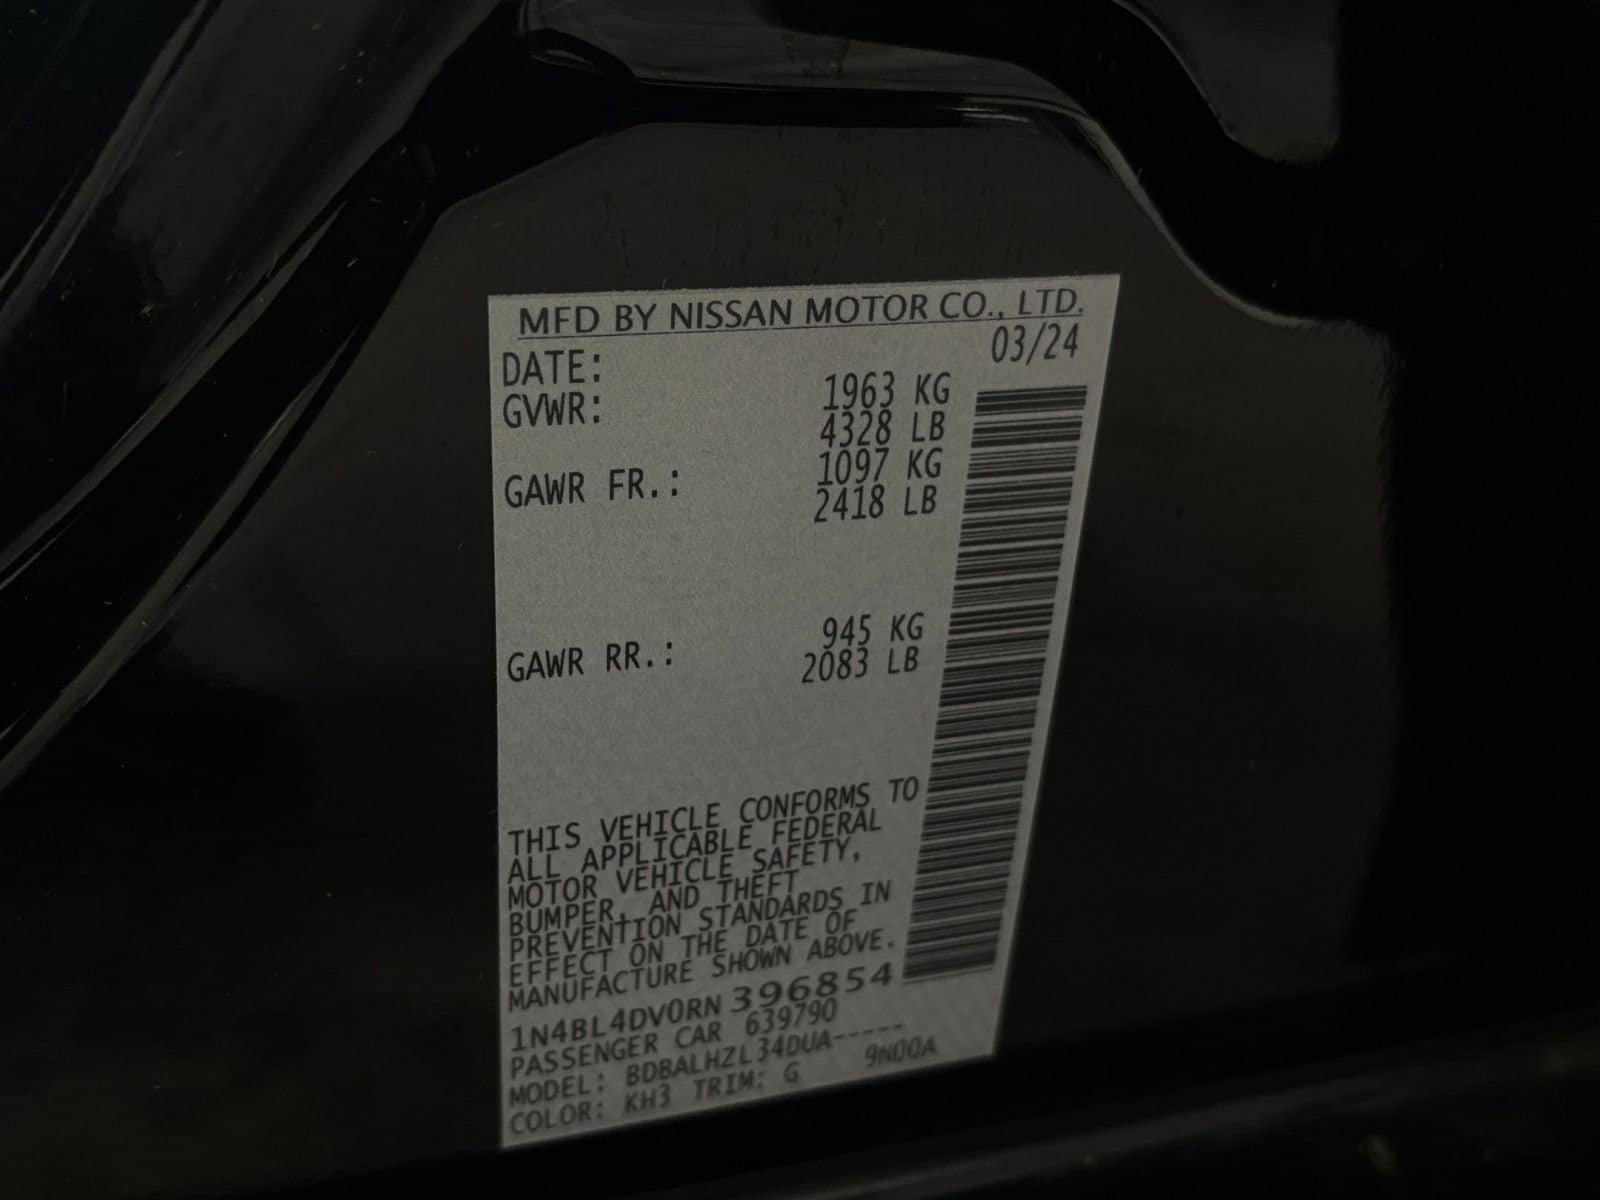 MFD BY NISSAN MOTOR CO., LTD.
DATE: 03/24
GVWR: 1963 KG
4328 LB
GAWR FR.: 1097 KG
2418 LB
GAWR RR.: 945 KG
2083 LB
THIS VEHICLE CONFORMS TO
ALL APPLICABLE FEDERAL
MOTOR VEHICLE SAFETY,
BUMPER, AND THEFT
PREVENTION STANDARDS IN
EFFECT ON THE DATE OF
MANUFACTURE SHOWN ABOVE.
1N4BL4DV0RN396854
PASSENGER CAR 639790
MODEL: BDBALHZL34DUA-----
COLOR: KH3 TRIM: G 9N00A